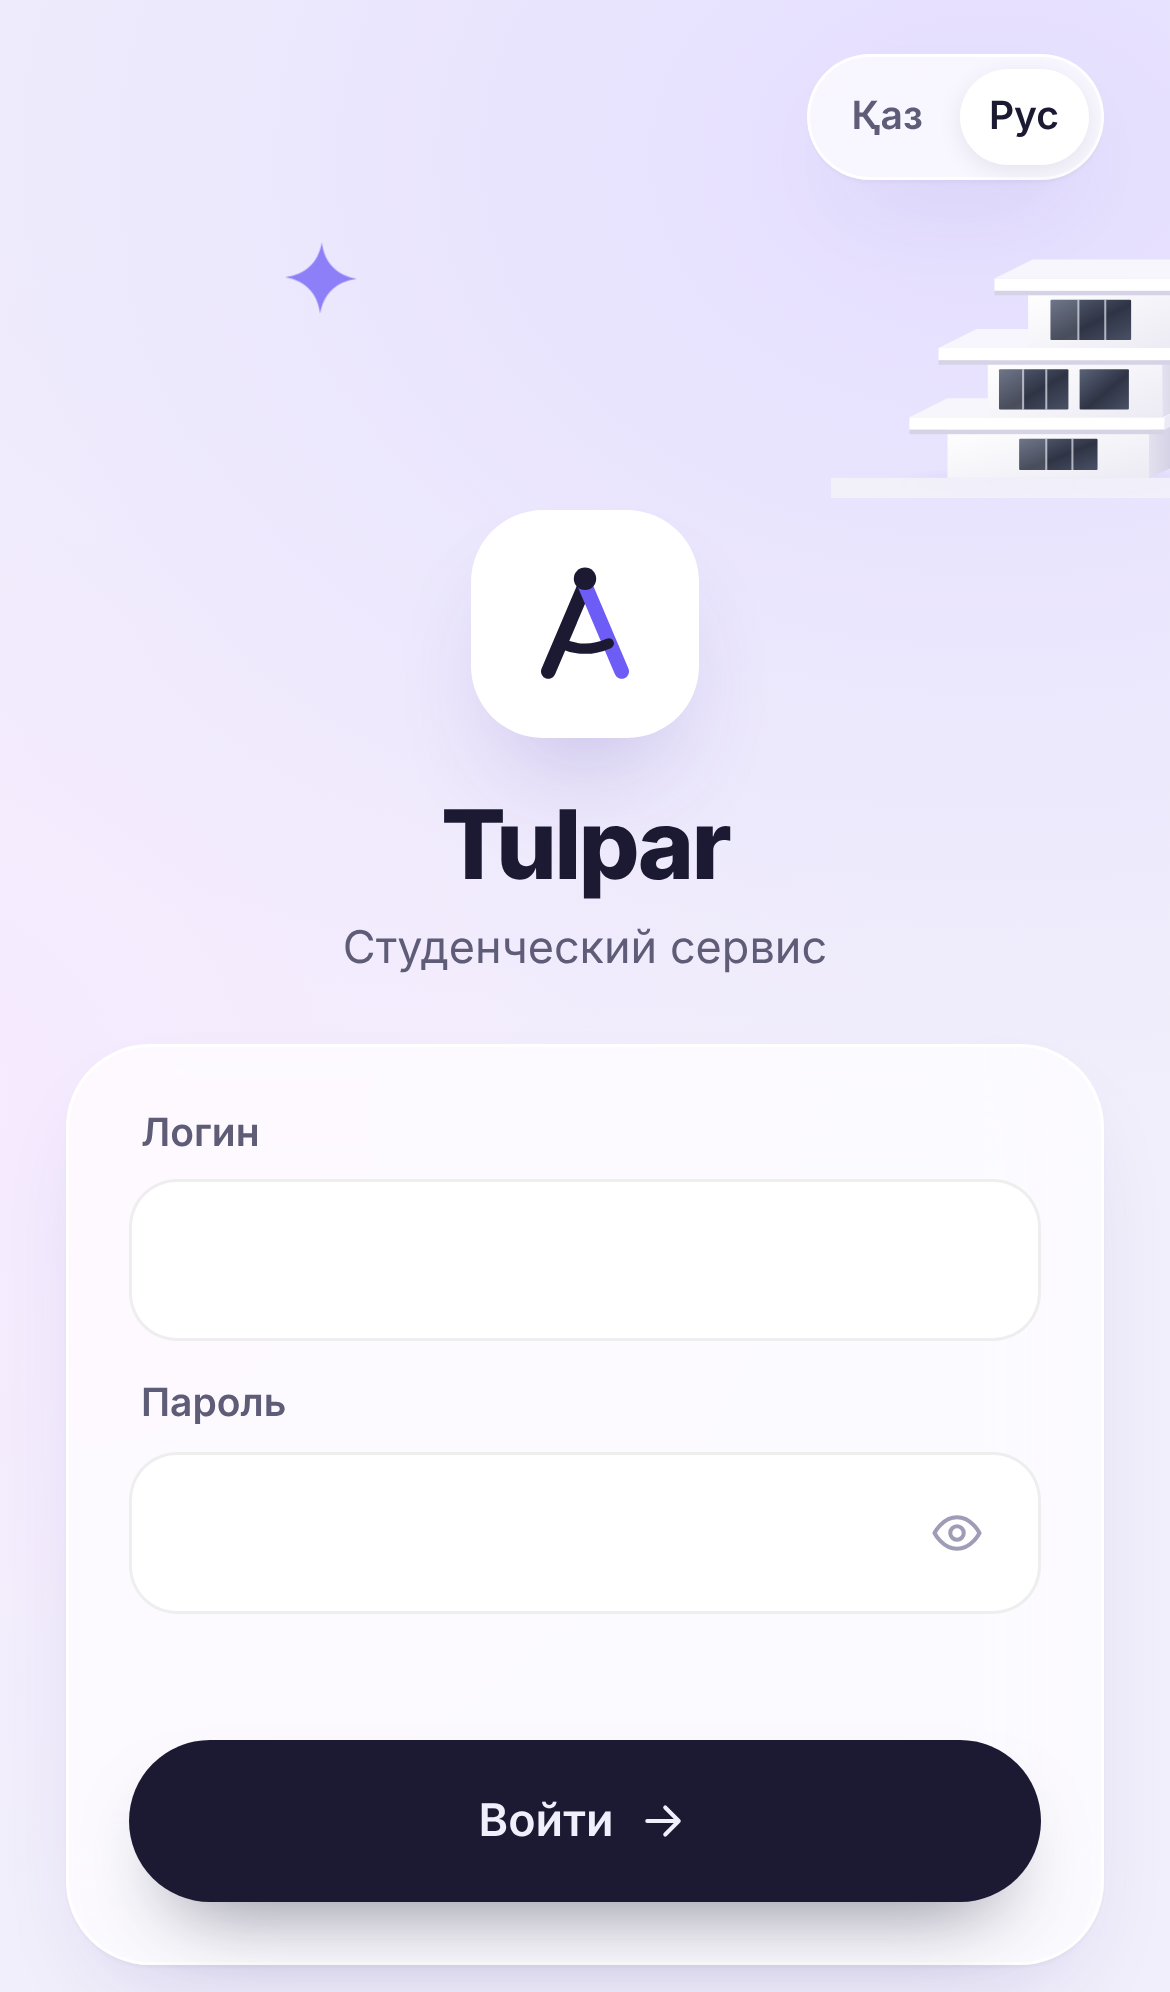 Қаз Рус
Tulpar
Студенческий сервис
Логин
Пароль
Войти →